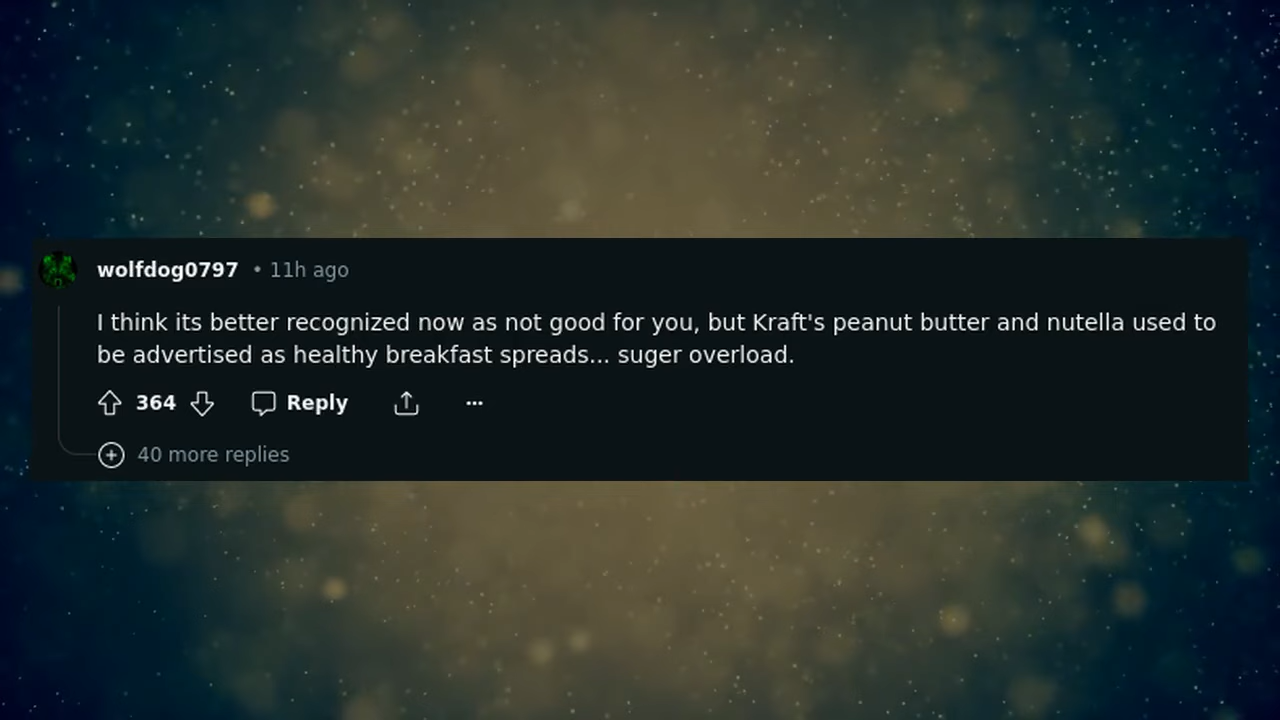 wolfdog0797 • 11h ago
I think its better recognized now as not good for you, but Kraft's peanut butter and nutella used to
be advertised as healthy breakfast spreads... suger overload.
364 Reply
40 more replies